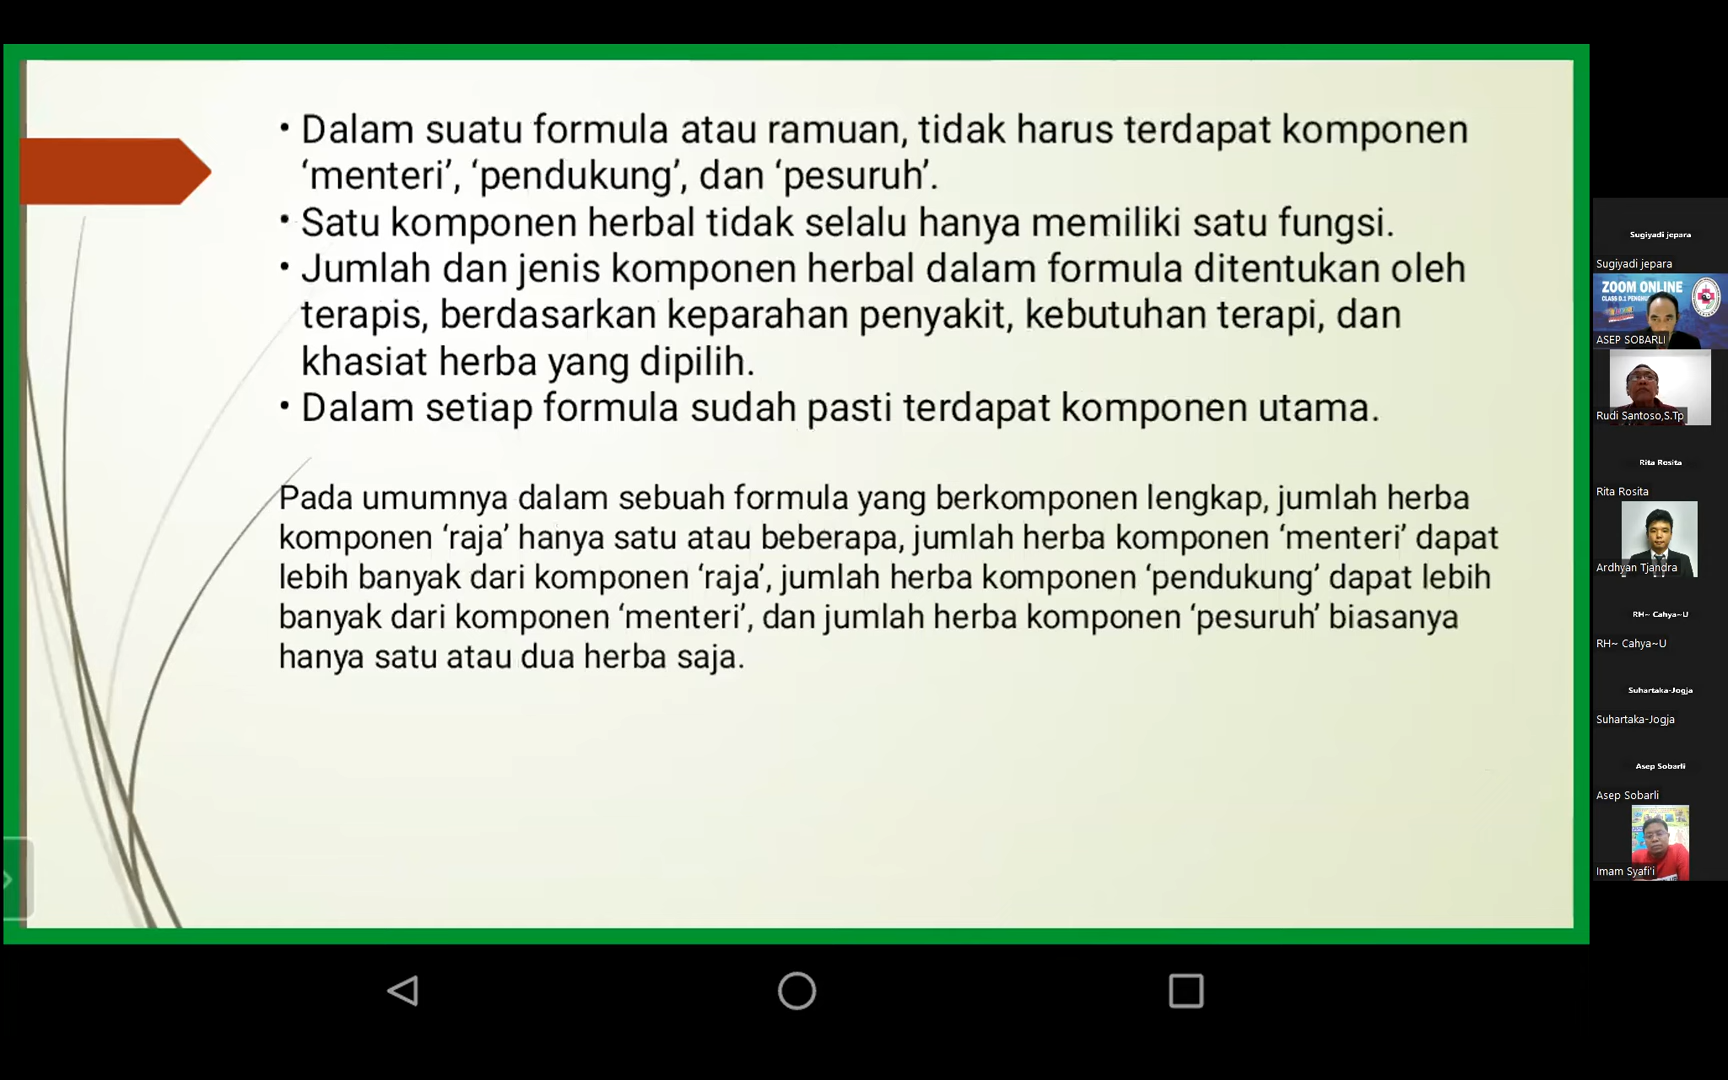 • Dalam suatu formula atau ramuan, tidak harus terdapat komponen
‘menteri’, ‘pendukung’, dan ‘pesuruh’.
• Satu komponen herbal tidak selalu hanya memiliki satu fungsi.
• Jumlah dan jenis komponen herbal dalam formula ditentukan oleh
terapis, berdasarkan keparahan penyakit, kebutuhan terapi, dan
khasiat herba yang dipilih.
• Dalam setiap formula sudah pasti terdapat komponen utama.
Pada umumnya dalam sebuah formula yang berkomponen lengkap, jumlah herba
komponen ‘raja’ hanya satu atau beberapa, jumlah herba komponen ‘menteri’ dapat
lebih banyak dari komponen ‘raja’, jumlah herba komponen ‘pendukung’ dapat lebih
banyak dari komponen ‘menteri’, dan jumlah herba komponen ‘pesuruh’ biasanya
hanya satu atau dua herba saja.
Sugiyadi jepara
Sugiyadi jepara
ZOOM ONLINE
ASEP SOBARLI
Rudi Santoso,S.Tp
Rita Rosita
Rita Rosita
Ardhyan Tjandra
RH~ Cahya~U
RH~ Cahya~U
Suhartaka-Jogja
Suhartaka-Jogja
Asep Sobarli
Asep Sobarli
Imam Syafi'i